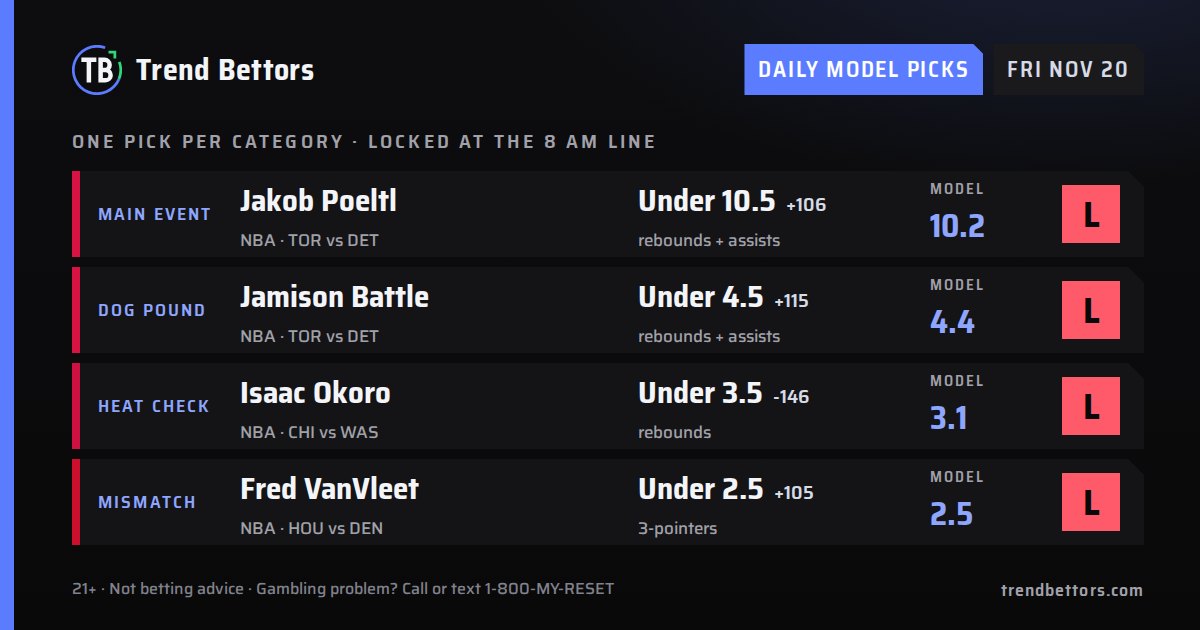 TB Trend Bettors
DAILY MODEL PICKS
FRI NOV 20
ONE PICK PER CATEGORY · LOCKED AT THE 8 AM LINE
MAIN EVENT
Jakob Poeltl
NBA · TOR vs DET
Under 10.5 +106
rebounds + assists
MODEL
10.2
L
DOG POUND
Jamison Battle
NBA · TOR vs DET
Under 4.5 +115
rebounds + assists
MODEL
4.4
L
HEAT CHECK
Isaac Okoro
NBA · CHI vs WAS
Under 3.5 -146
rebounds
MODEL
3.1
L
MISMATCH
Fred VanVleet
NBA · HOU vs DEN
Under 2.5 +105
3-pointers
MODEL
2.5
L
21+ · Not betting advice · Gambling problem? Call or text 1-800-MY-RESET
trendbettors.com